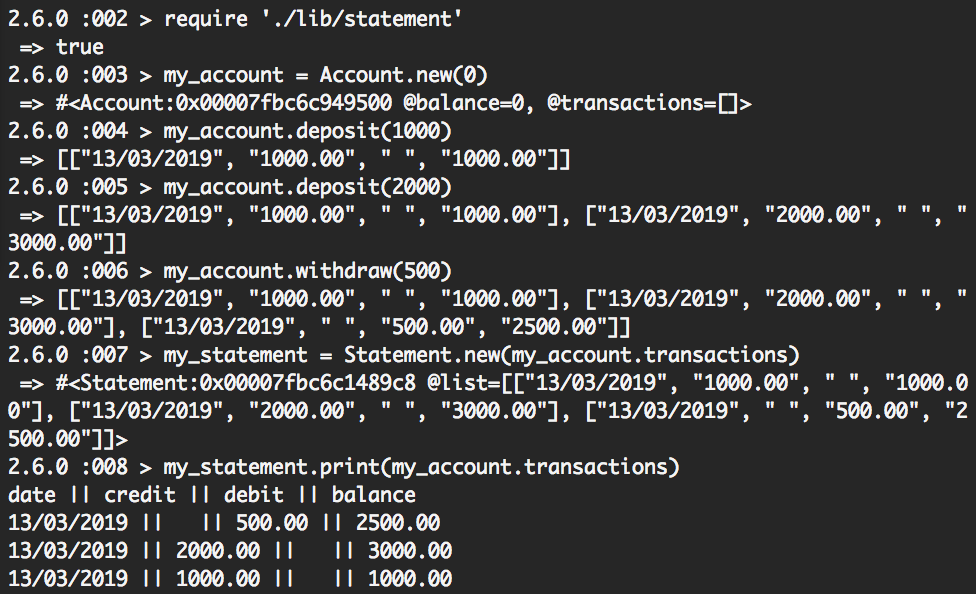 2.6.0 :002 > require './lib/statement'
 => true
2.6.0 :003 > my_account = Account.new(0)
 => #<Account:0x00007fbc6c949500 @balance=0, @transactions=[]>
2.6.0 :004 > my_account.deposit(1000)
 => [["13/03/2019", "1000.00", " ", "1000.00"]]
2.6.0 :005 > my_account.deposit(2000)
 => [["13/03/2019", "1000.00", " ", "1000.00"], ["13/03/2019", "2000.00", " ", "
3000.00"]]
2.6.0 :006 > my_account.withdraw(500)
 => [["13/03/2019", "1000.00", " ", "1000.00"], ["13/03/2019", "2000.00", " ", "
3000.00"], ["13/03/2019", " ", "500.00", "2500.00"]]
2.6.0 :007 > my_statement = Statement.new(my_account.transactions)
 => #<Statement:0x00007fbc6c1489c8 @list=[["13/03/2019", "1000.00", " ", "1000.0
0"], ["13/03/2019", "2000.00", " ", "3000.00"], ["13/03/2019", " ", "500.00", "2
500.00"]]>
2.6.0 :008 > my_statement.print(my_account.transactions)
date || credit || debit || balance
13/03/2019 ||   || 500.00 || 2500.00
13/03/2019 || 2000.00 ||   || 3000.00
13/03/2019 || 1000.00 ||   || 1000.00